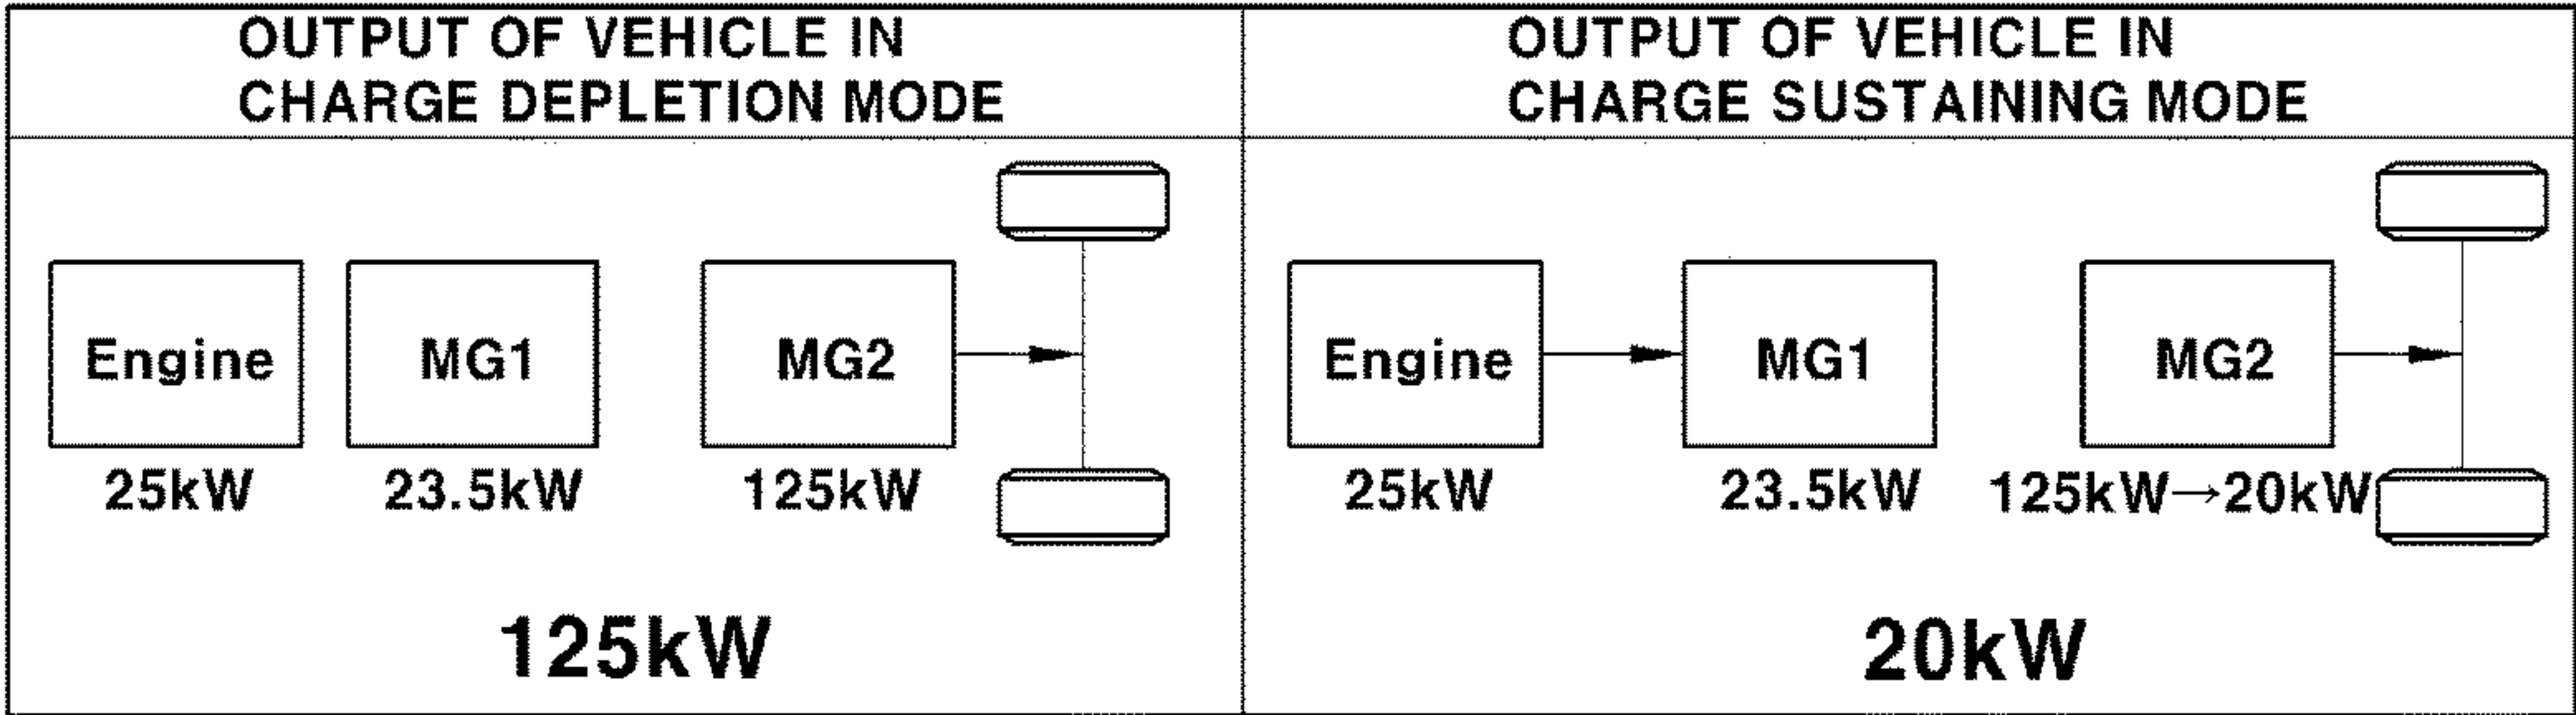 OUTPUT OF VEHICLE IN
CHARGE DEPLETION MODE
Engine
MG1
MG2
25kW
23.5kW
125kW
125kW
OUTPUT OF VEHICLE IN
CHARGE SUSTAINING MODE
Engine
MG1
MG2
25kW
23.5kW
125kW→20kW
20kW